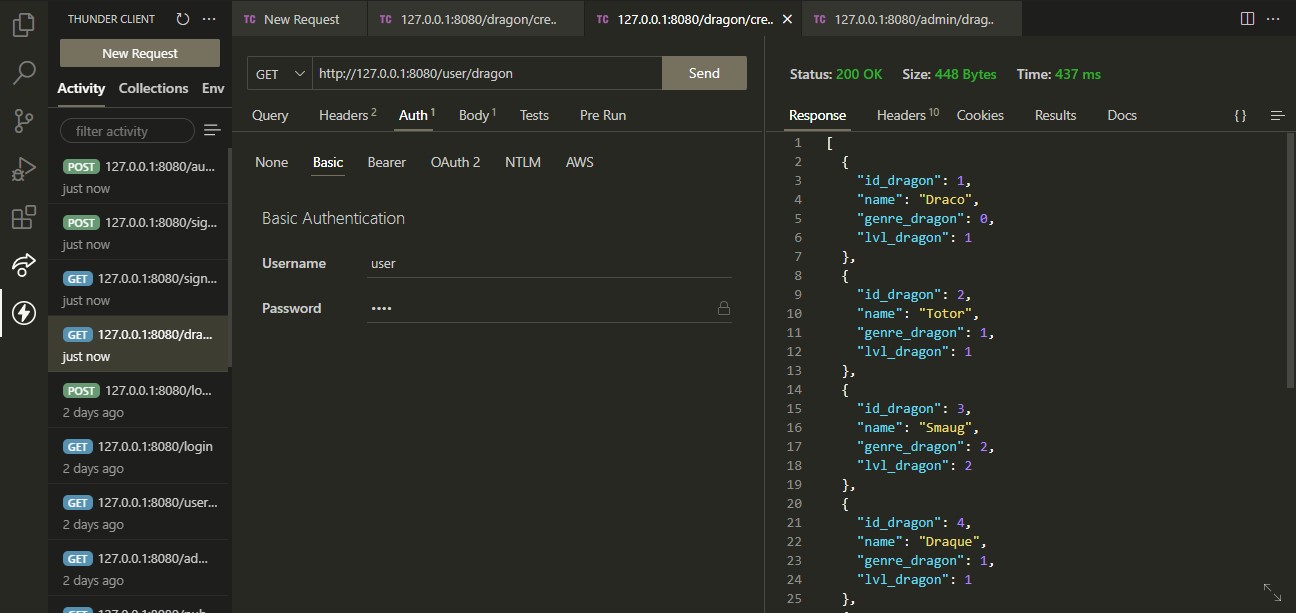 THUNDER CLIENT
New Request
Activity Collections Env
filter activity
POST 127.0.0.1:8080/au...
just now
POST 127.0.0.1:8080/sig...
just now
GET 127.0.0.1:8080/sign...
just now
GET 127.0.0.1:8080/dra...
just now
POST 127.0.0.1:8080/lo...
2 days ago
GET 127.0.0.1:8080/login
2 days ago
GET 127.0.0.1:8080/user...
2 days ago
GET 127.0.0.1:8080/ad...
2 days ago
TC New Request
TC 127.0.0.1:8080/dragon/cre..
TC 127.0.0.1:8080/dragon/cre..
TC 127.0.0.1:8080/admin/drag..
GET http://127.0.0.1:8080/user/dragon Send
Query Headers 2 Auth 1 Body 1 Tests Pre Run
None Basic Bearer OAuth 2 NTLM AWS
Basic Authentication
Username user
Password ••••
Status: 200 OK Size: 448 Bytes Time: 437 ms
Response Headers 10 Cookies Results Docs {}
1 [
2 {
3 "id_dragon": 1,
4 "name": "Draco",
5 "genre_dragon": 0,
6 "lvl_dragon": 1
7 },
8 {
9 "id_dragon": 2,
10 "name": "Totor",
11 "genre_dragon": 1,
12 "lvl_dragon": 1
13 },
14 {
15 "id_dragon": 3,
16 "name": "Smaug",
17 "genre_dragon": 2,
18 "lvl_dragon": 2
19 },
20 {
21 "id_dragon": 4,
22 "name": "Draque",
23 "genre_dragon": 1,
24 "lvl_dragon": 1
25 },